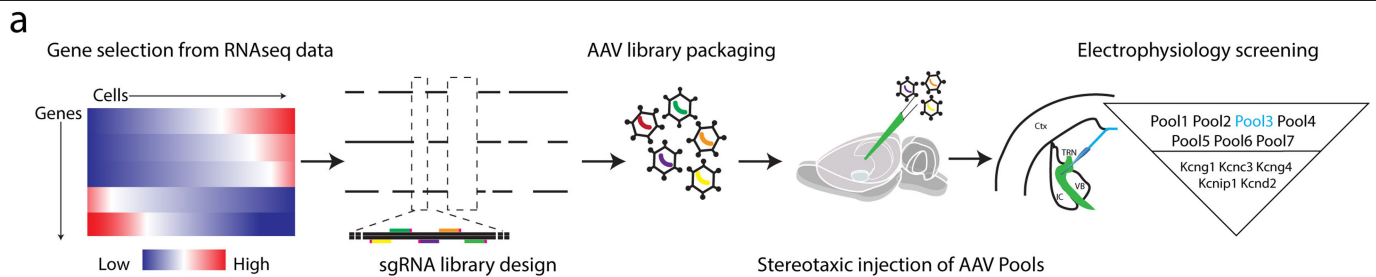 a
Gene selection from RNAseq data
AAV library packaging
Electrophysiology screening
Cells
Genes
Low
High
sgRNA library design
Stereotaxic injection of AAV Pools
Ctx
TRN
VB
IC
Pool1 Pool2 Pool3 Pool4
Pool5 Pool6 Pool7
Kcng1 Kcnc3 Kcng4
Kcnip1 Kcnd2